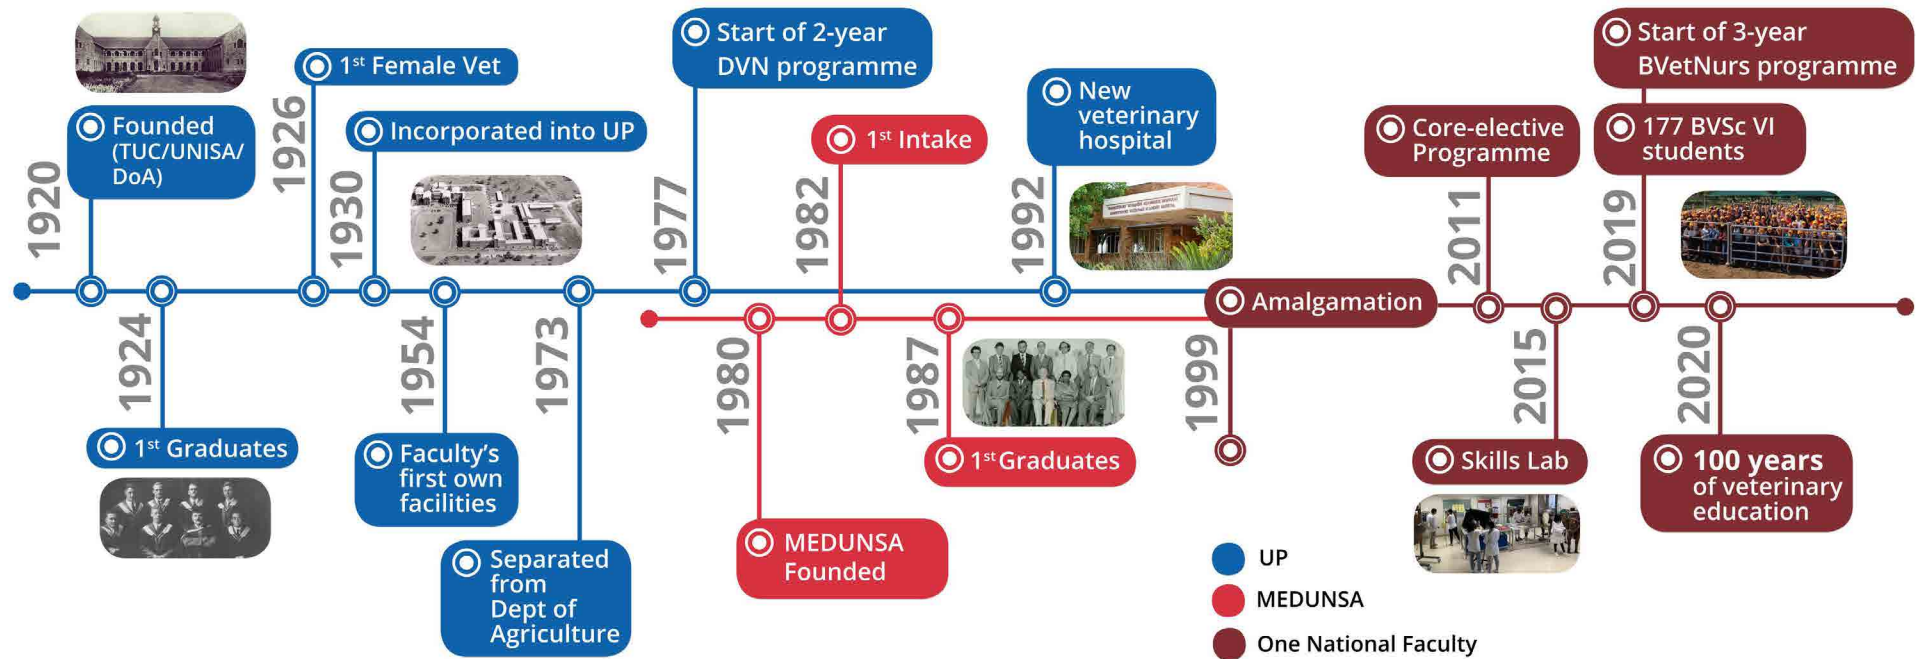 1920
Founded
(TUC/UNISA/
DoA)
1924
1st Graduates
1926
1st Female Vet
1930
Incorporated into UP
1954
Faculty's
first own
facilities
1973
Separated
from
Dept of
Agriculture
1977
Start of 2-year
DVN programme
1980
MEDUNSA
Founded
1982
1st Intake
1987
1st Graduates
1992
New
veterinary
hospital
1999
Amalgamation
2011
Core-elective
Programme
2015
Skills Lab
2019
Start of 3-year
BVetNurs programme
177 BVSc VI
students
2020
100 years
of veterinary
education
UP
MEDUNSA
One National Faculty